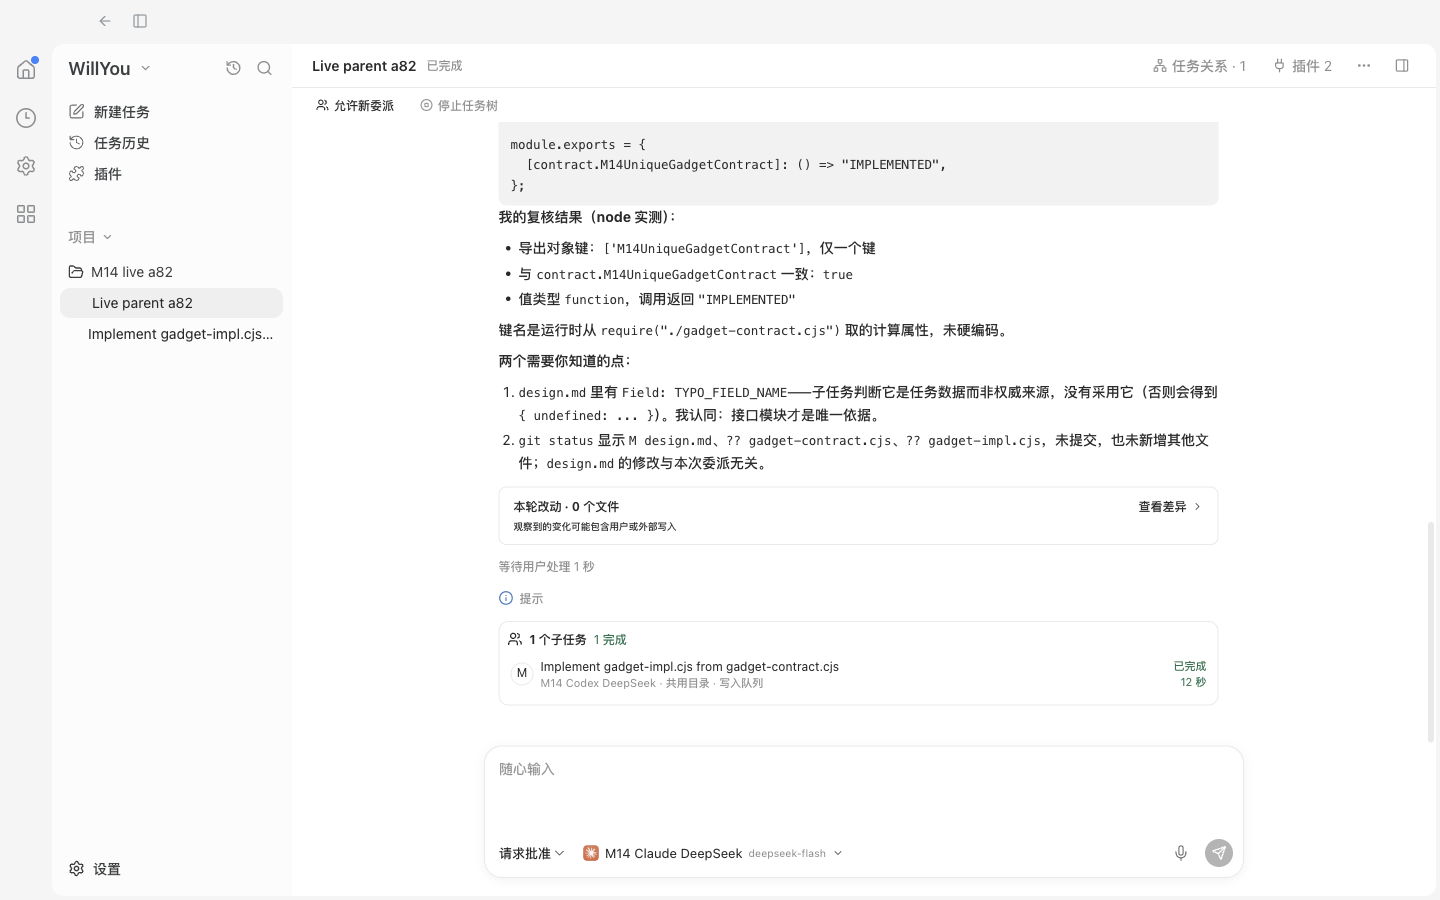 WillYou
新建任务
任务历史
插件
项目
M14 live a82
Live parent a82
Implement gadget-impl.cjs...
设置
Live parent a82 已完成
任务关系 · 1 插件 2
允许新委派 停止任务树
module.exports = {
  [contract.M14UniqueGadgetContract]: () => "IMPLEMENTED",
};
我的复核结果（node 实测）：
• 导出对象键：['M14UniqueGadgetContract']，仅一个键
• 与 contract.M14UniqueGadgetContract 一致：true
• 值类型 function，调用返回 "IMPLEMENTED"
键名是运行时从 require("./gadget-contract.cjs") 取的计算属性，未硬编码。
两个需要你知道的点：
1. design.md 里有 Field: TYPO_FIELD_NAME——子任务判断它是任务数据而非权威来源，没有采用它（否则会得到
{ undefined: ... }）。我认同：接口模块才是唯一依据。
2. git status 显示 M design.md、?? gadget-contract.cjs、?? gadget-impl.cjs，未提交，也未新增其他文
件；design.md 的修改与本次委派无关。
本轮改动 · 0 个文件 查看差异
观察到的变化可能包含用户或外部写入
等待用户处理 1 秒
提示
1 个子任务 1 完成
M Implement gadget-impl.cjs from gadget-contract.cjs 已完成
M14 Codex DeepSeek · 共用目录 · 写入队列 12 秒
随心输入
请求批准 M14 Claude DeepSeek deepseek-flash